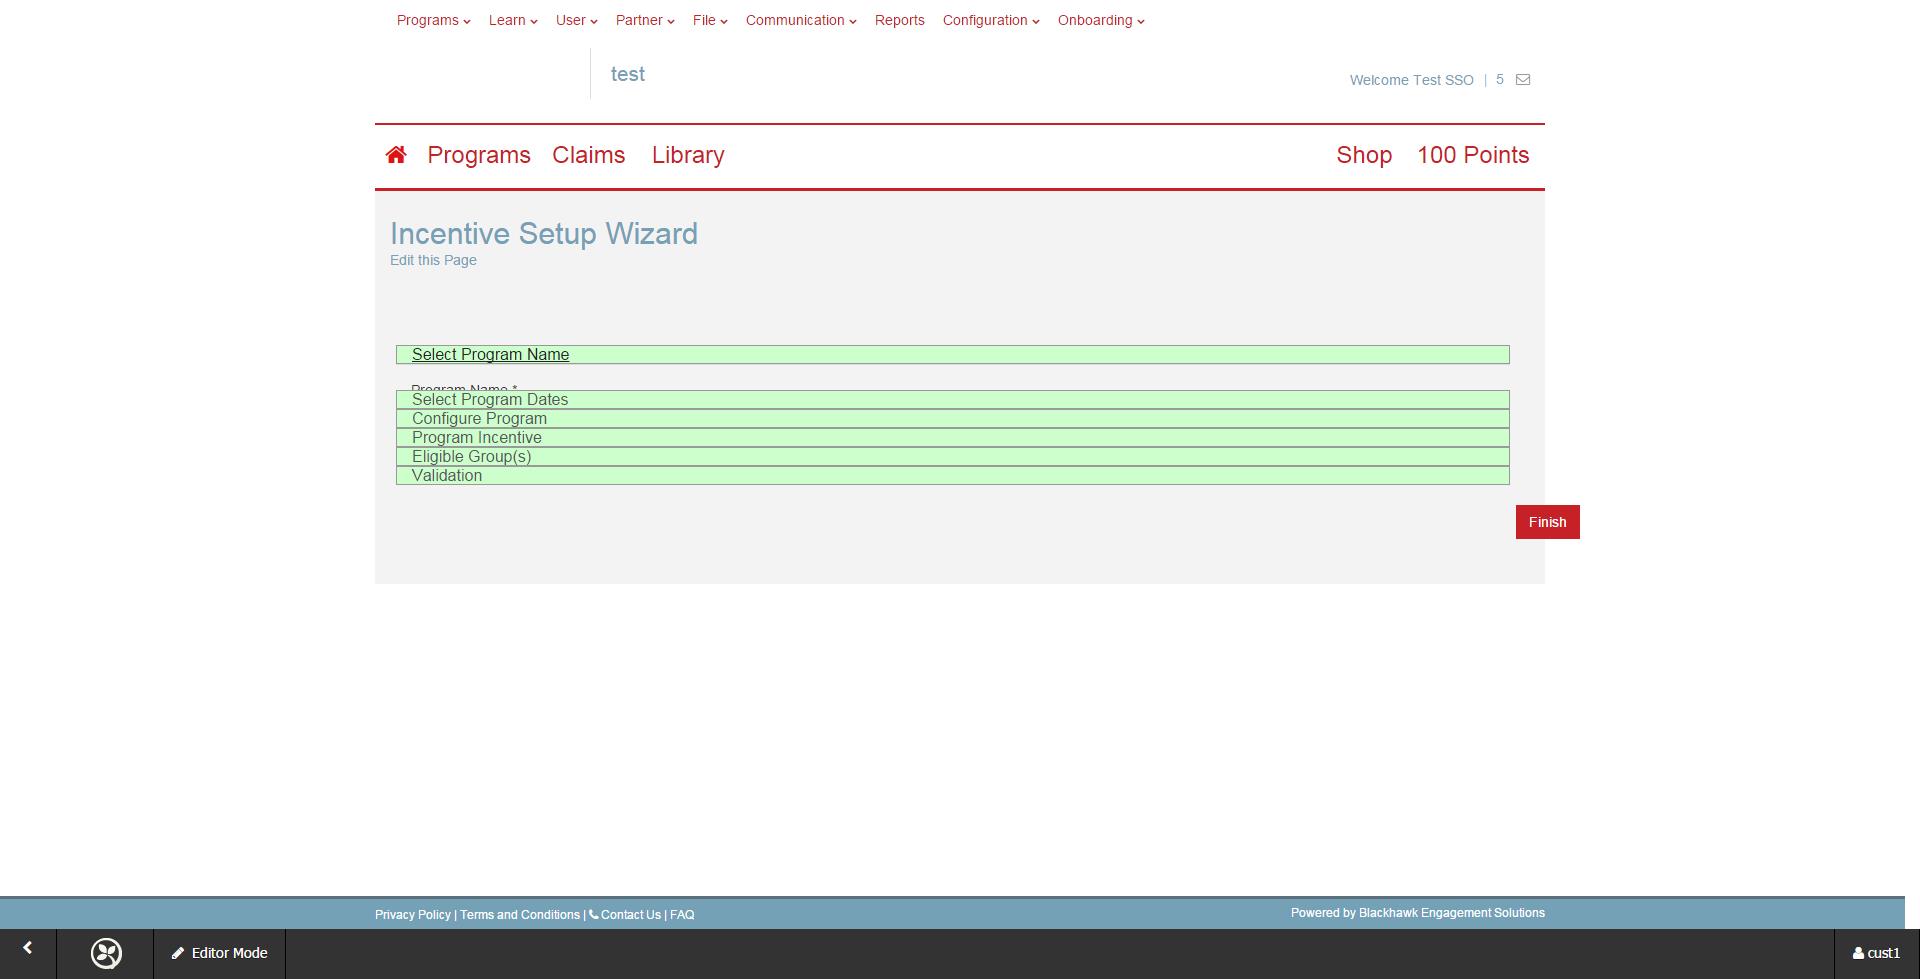 Programs Learn User Partner File Communication Reports Configuration Onboarding
test
Welcome Test SSO | 5
Programs Claims Library Shop 100 Points
Incentive Setup Wizard
Edit this Page
Select Program Name
Program Name *
Select Program Dates
Configure Program
Program Incentive
Eligible Group(s)
Validation
Finish
Privacy Policy | Terms and Conditions | Contact Us | FAQ Powered by Blackhawk Engagement Solutions
Editor Mode cust1